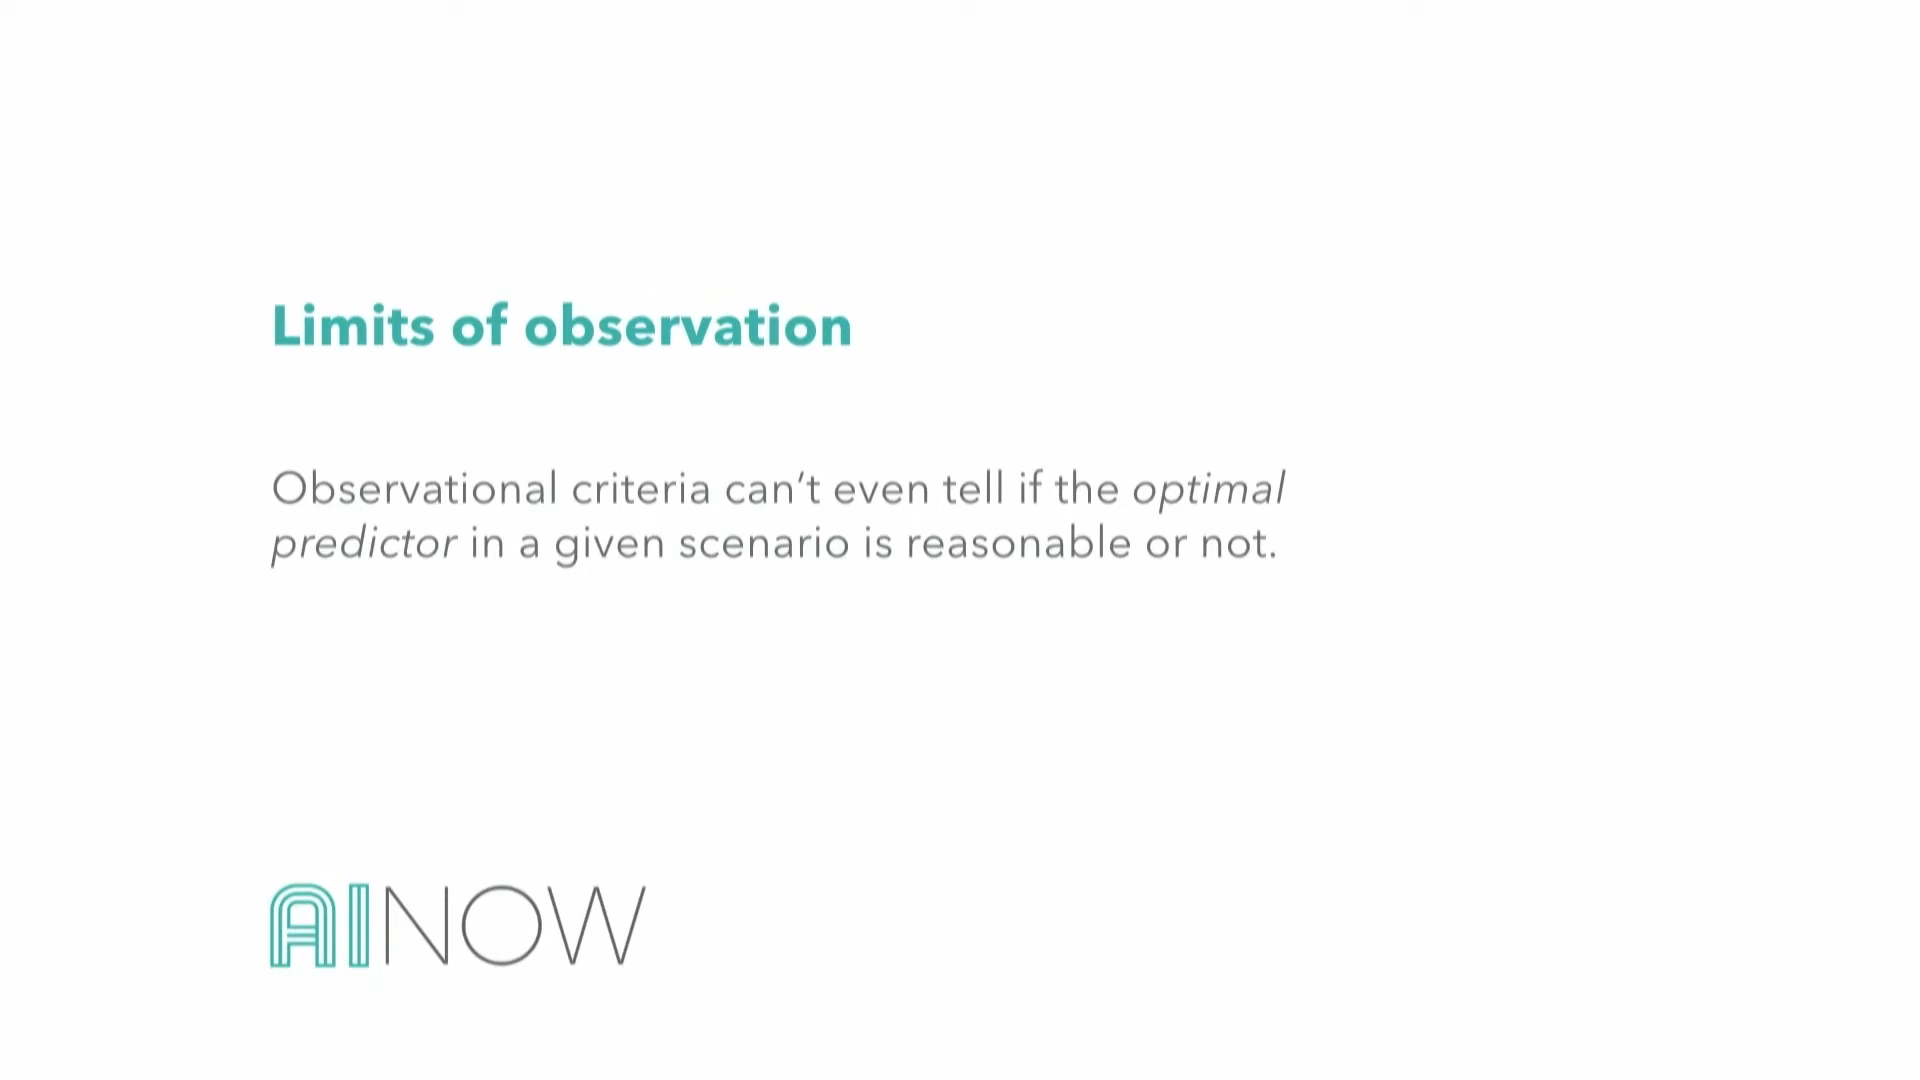 Limits of observation
Observational criteria can't even tell if the optimal
predictor in a given scenario is reasonable or not.
AINOW